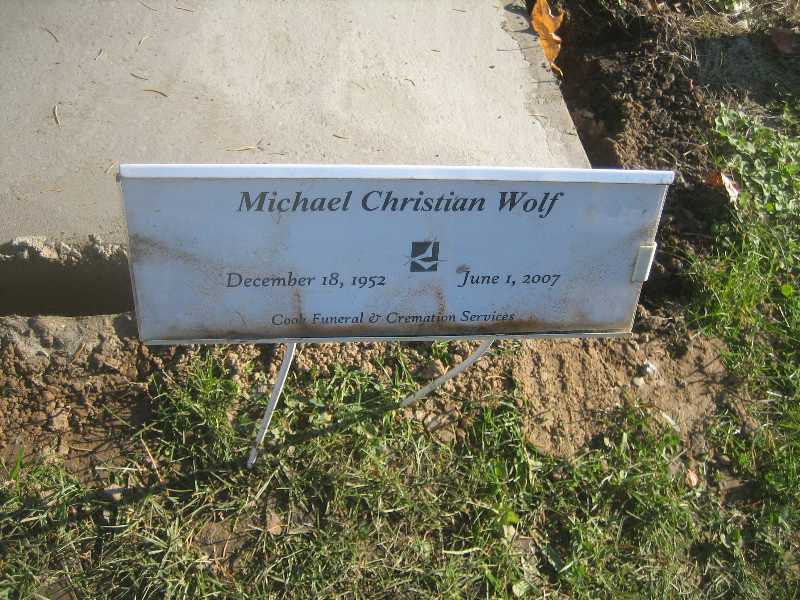 Michael Christian Wolf
December 18, 1952 June 1, 2007
Cook Funeral & Cremation Services